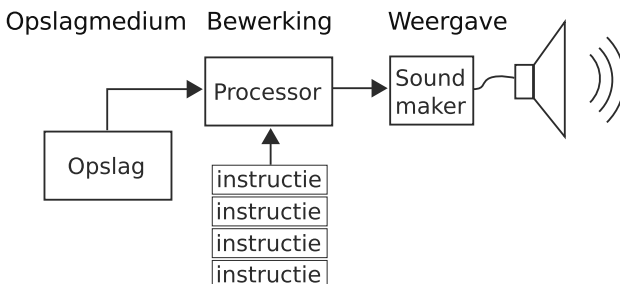 Opslagmedium Bewerking Weergave
Processor
Sound
maker
Opslag
instructie
instructie
instructie
instructie